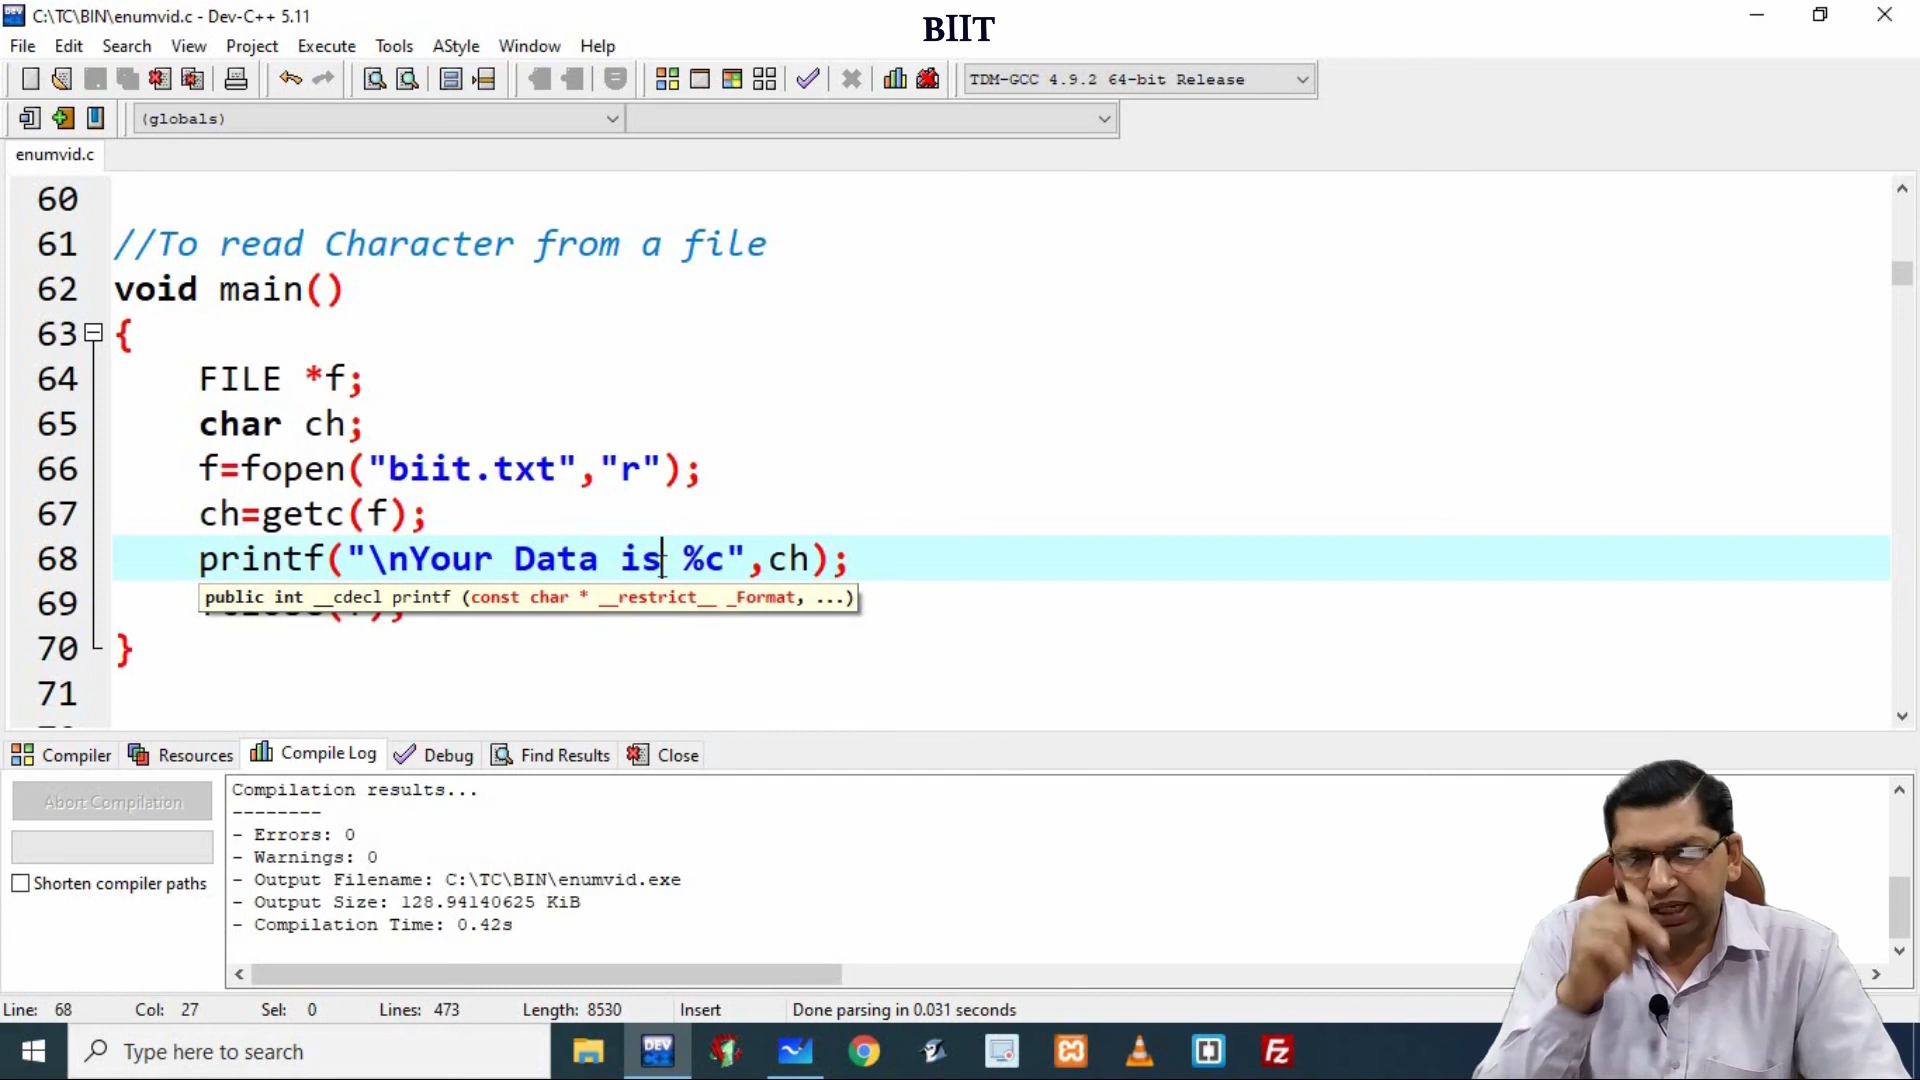 C:\TC\BIN\enumvid.c - Dev-C++ 5.11
BIIT
File Edit Search View Project Execute Tools AStyle Window Help
TDM-GCC 4.9.2 64-bit Release
(globals)
enumvid.c
60
61 //To read Character from a file
62 void main()
63 {
64 FILE *f;
65 char ch;
66 f=fopen("biit.txt","r");
67 ch=getc(f);
68 printf("\nYour Data is %c",ch);
public int __cdecl printf (const char * __restrict__ _Format, ...)
69
70 }
71
Compiler Resources Compile Log Debug Find Results Close
Abort Compilation
Shorten compiler paths
Compilation results...
--------
- Errors: 0
- Warnings: 0
- Output Filename: C:\TC\BIN\enumvid.exe
- Output Size: 128.94140625 KiB
- Compilation Time: 0.42s
Line: 68 Col: 27 Sel: 0 Lines: 473 Length: 8530 Insert Done parsing in 0.031 seconds
Type here to search
DEV
Fz